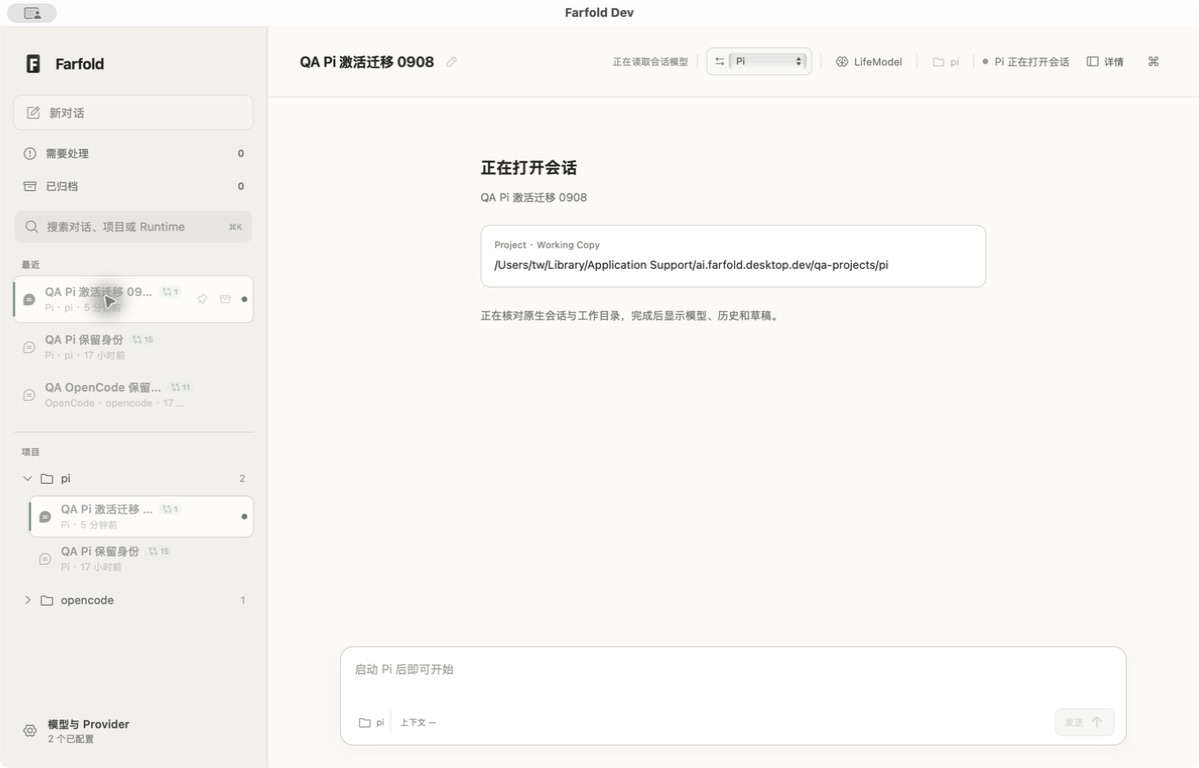 Farfold Dev
Farfold
新对话
需要处理 0
已归档 0
搜索对话、项目或 Runtime ⌘K
最近
QA Pi 激活迁移 09... 1
Pi · pi · 5
QA Pi 保留身份 15
Pi · pi · 17 小时前
QA OpenCode 保留... 11
OpenCode · opencode · 17 ...
项目
pi 2
QA Pi 激活迁移 ... 1
Pi · 5 分钟前
QA Pi 保留身份 15
Pi · 17 小时前
opencode 1
模型与 Provider
2 个已配置
QA Pi 激活迁移 0908 正在读取会话模型 Pi LifeModel pi Pi 正在打开会话 详情 ⌘
正在打开会话
QA Pi 激活迁移 0908
Project · Working Copy
/Users/tw/Library/Application Support/ai.farfold.desktop.dev/qa-projects/pi
正在核对原生会话与工作目录，完成后显示模型、历史和草稿。
启动 Pi 后即可开始
pi 上下文 — 发送